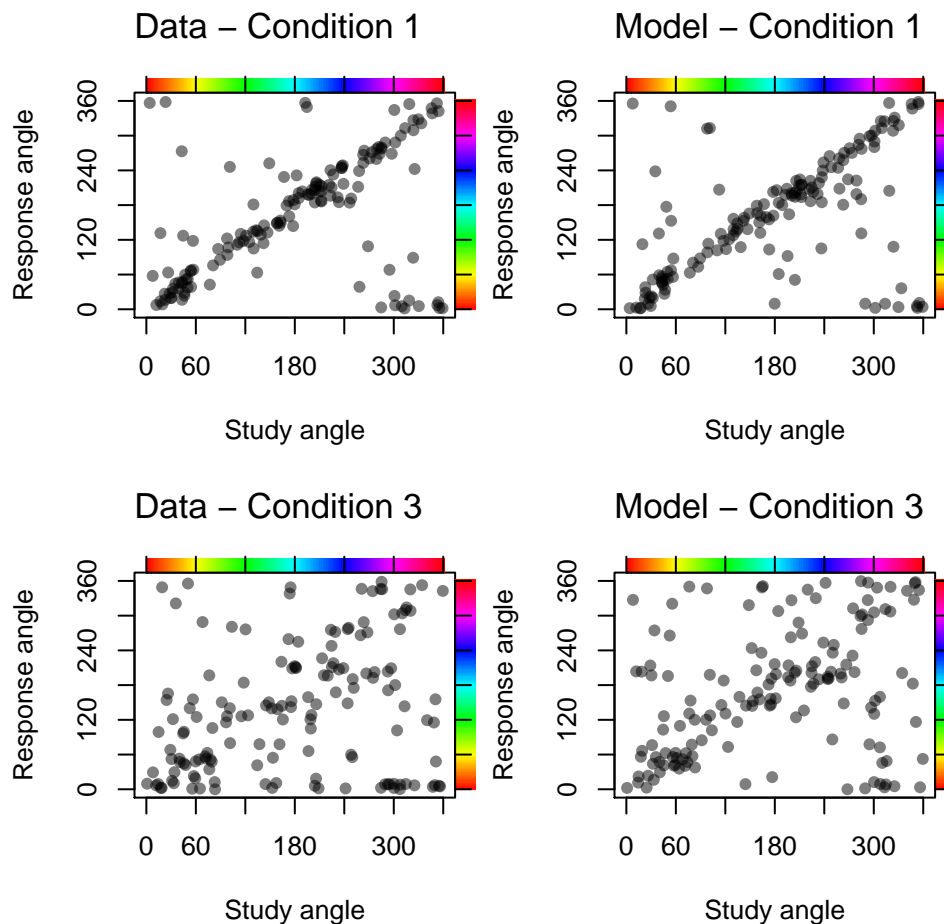 Data – Condition 1
Response angle
360
240
120
0
0 60 180 300
Study angle
Model – Condition 1
Response angle
360
240
120
0
0 60 180 300
Study angle
Data – Condition 3
Response angle
360
240
120
0
0 60 180 300
Study angle
Model – Condition 3
Response angle
360
240
120
0
0 60 180 300
Study angle